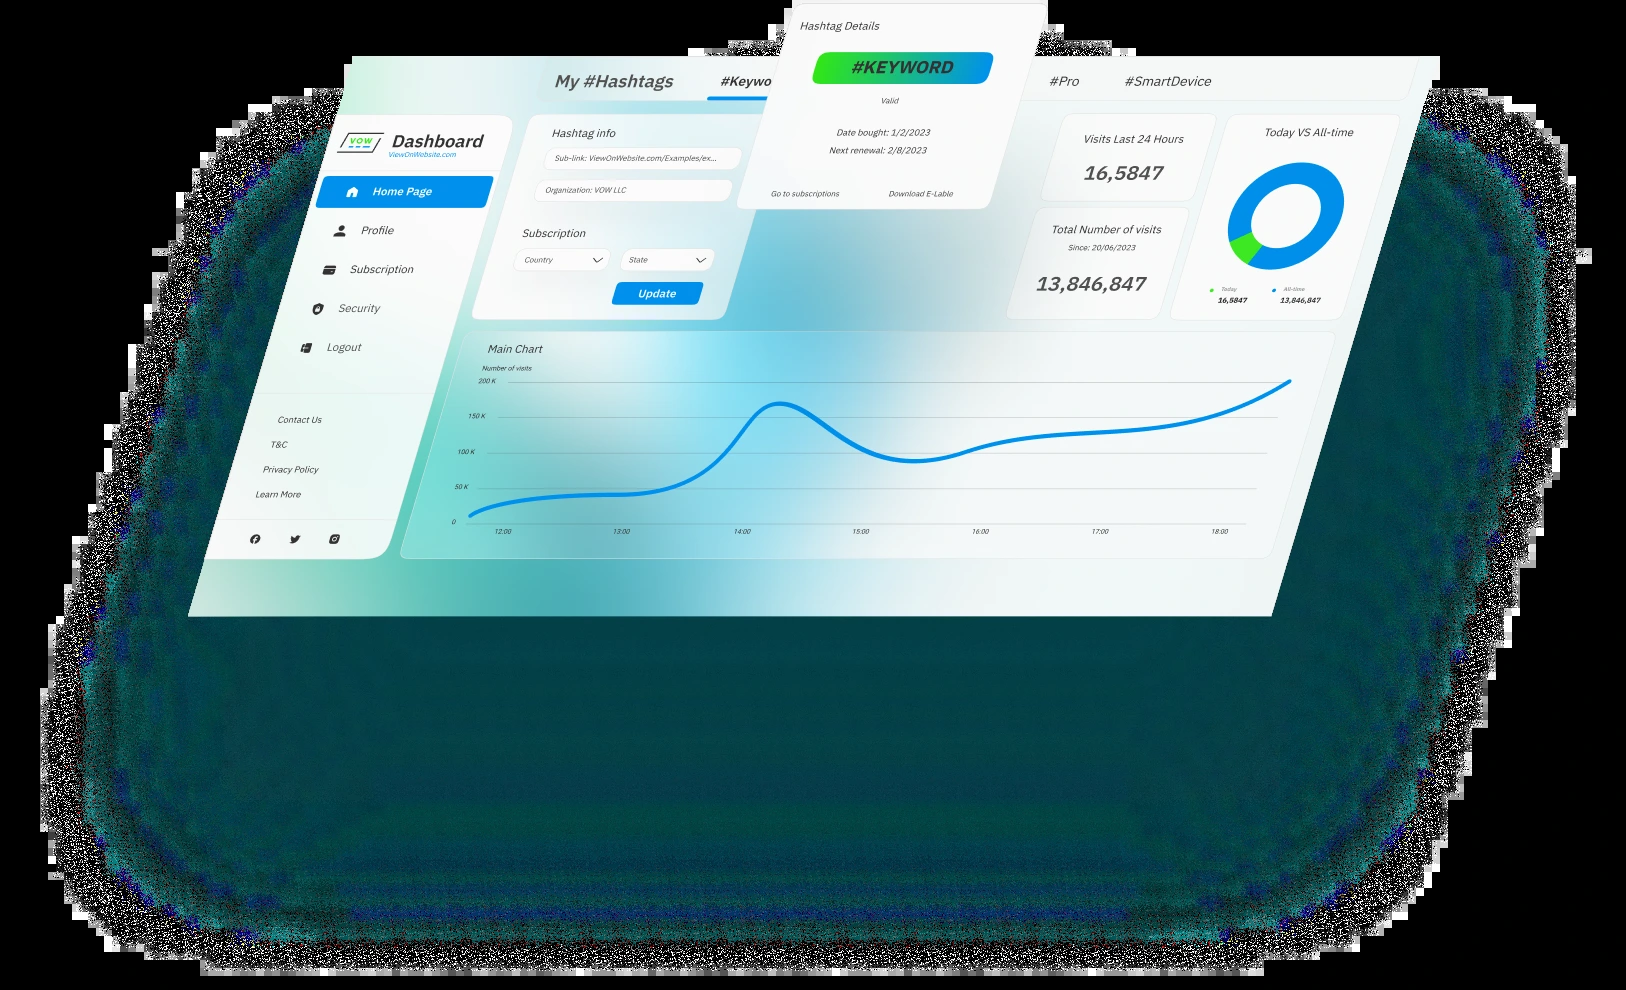 Hashtag Details
#KEYWORD
Valid
Date bought: 1/2/2023
Next renewal: 2/8/2023
Go to subscriptions
Download E-Lable
My #Hashtags
#Keywo
#Pro
#SmartDevice
VOW
Dashboard
ViewOnWebsite.com
Home Page
Profile
Subscription
Security
Logout
Contact Us
T&C
Privacy Policy
Learn More
Hashtag info
Sub-link: ViewOnWebsite.com/Examples/ex...
Organization: VOW LLC
Subscription
Country
State
Update
Visits Last 24 Hours
16,5847
Total Number of visits
Since: 20/06/2023
13,846,847
Today VS All-time
Today
16,5847
All-time
13,846,847
Main Chart
Number of visits
200 K
150 K
100 K
50 K
0
12:00
13:00
14:00
15:00
16:00
17:00
18:00